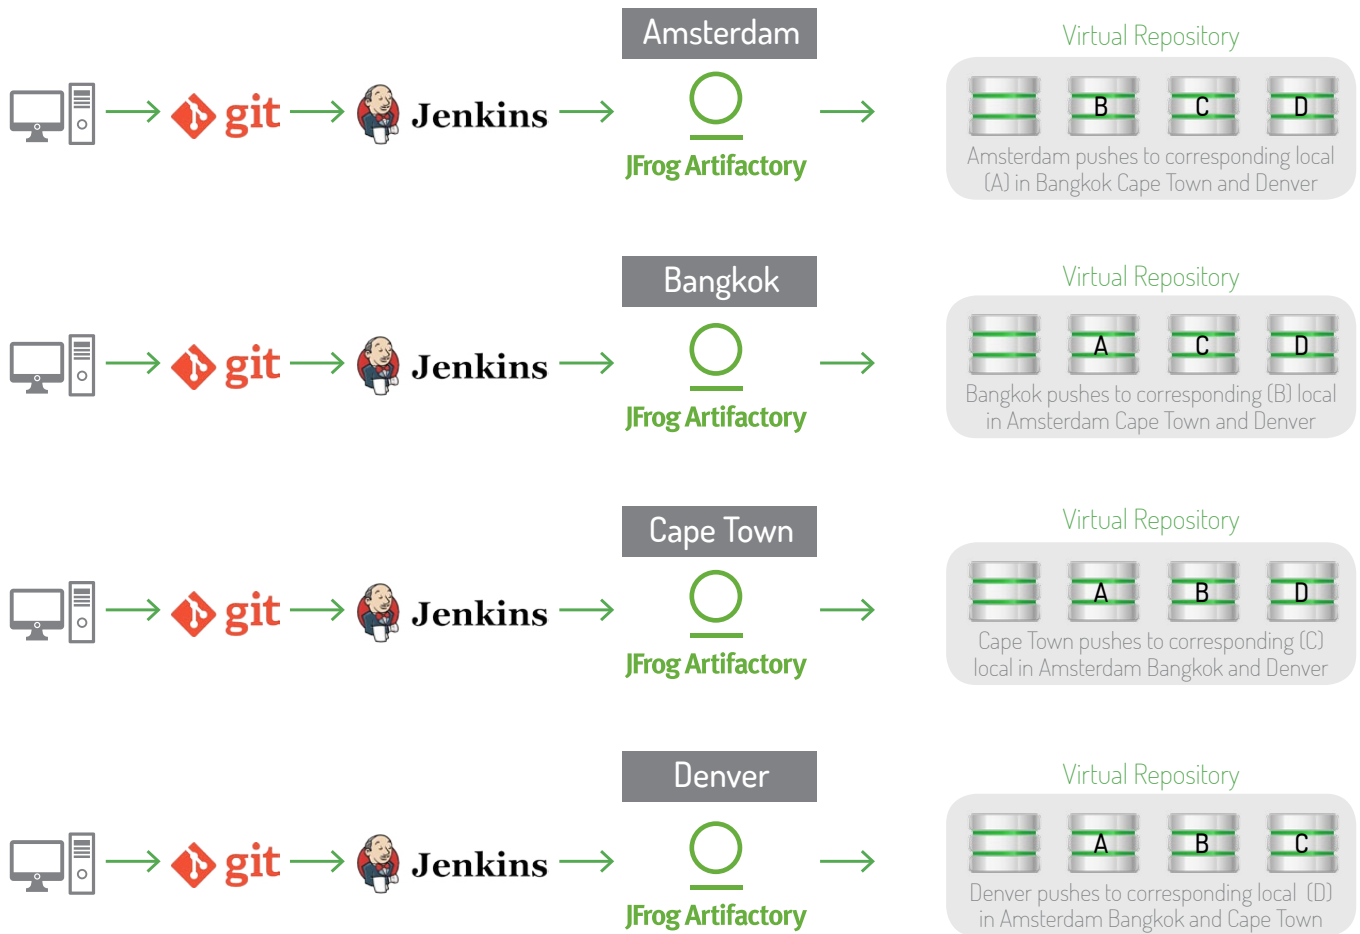 Amsterdam
Virtual Repository
git
Jenkins
JFrog Artifactory
B C D
Amsterdam pushes to corresponding local
(A) in Bangkok Cape Town and Denver
Bangkok
Virtual Repository
git
Jenkins
JFrog Artifactory
A C D
Bangkok pushes to corresponding (B) local
in Amsterdam Cape Town and Denver
Cape Town
Virtual Repository
git
Jenkins
JFrog Artifactory
A B D
Cape Town pushes to corresponding (C)
local in Amsterdam Bangkok and Denver
Denver
Virtual Repository
git
Jenkins
JFrog Artifactory
A B C
Denver pushes to corresponding local (D)
in Amsterdam Bangkok and Cape Town